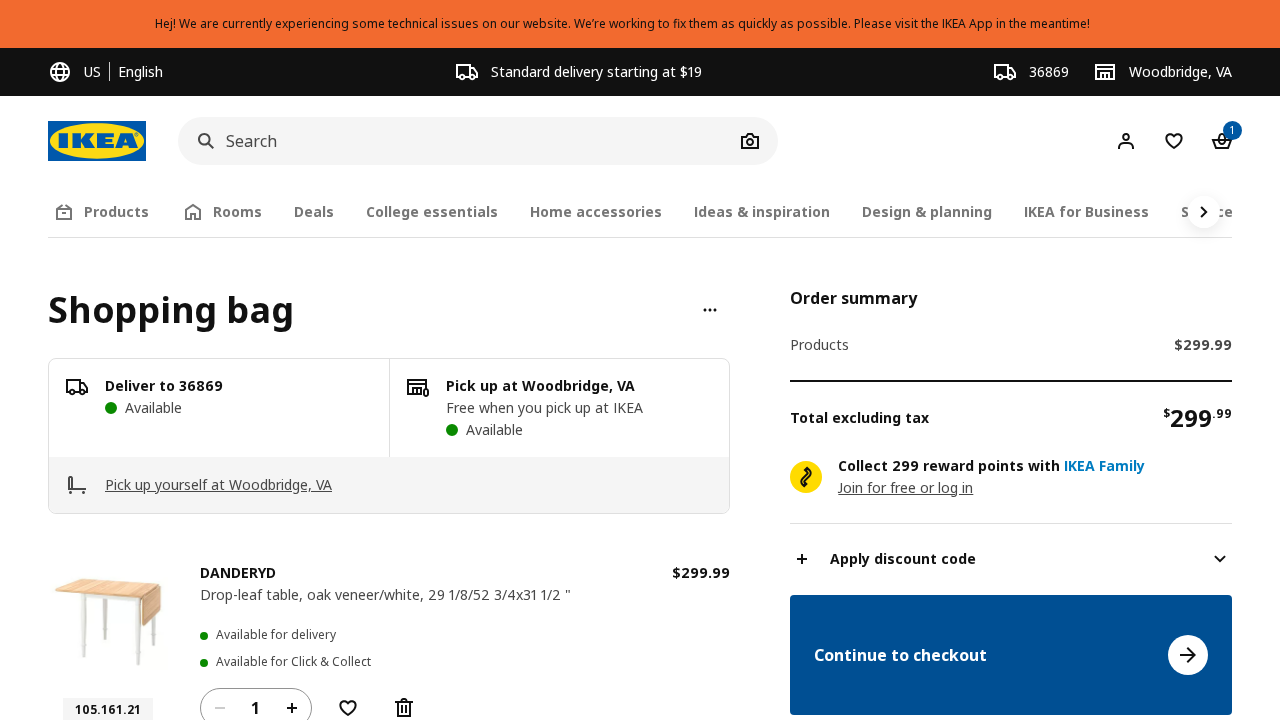 Hej! We are currently experiencing some technical issues on our website. We’re working to fix them as quickly as possible. Please visit the IKEA App in the meantime!
US English
Standard delivery starting at $19
36869
Woodbridge, VA
IKEA
Search
1
Products
Rooms
Deals
College essentials
Home accessories
Ideas & inspiration
Design & planning
IKEA for Business
Shopping bag
Deliver to 36869
Available
Pick up at Woodbridge, VA
Free when you pick up at IKEA
Available
Pick up yourself at Woodbridge, VA
DANDERYD
$299.99
Drop-leaf table, oak veneer/white, 29 1/8/52 3/4x31 1/2 "
Available for delivery
Available for Click & Collect
1
105.161.21
Order summary
Products $299.99
Total excluding tax $299.99
Collect 299 reward points with IKEA Family
Join for free or log in
Apply discount code
Continue to checkout